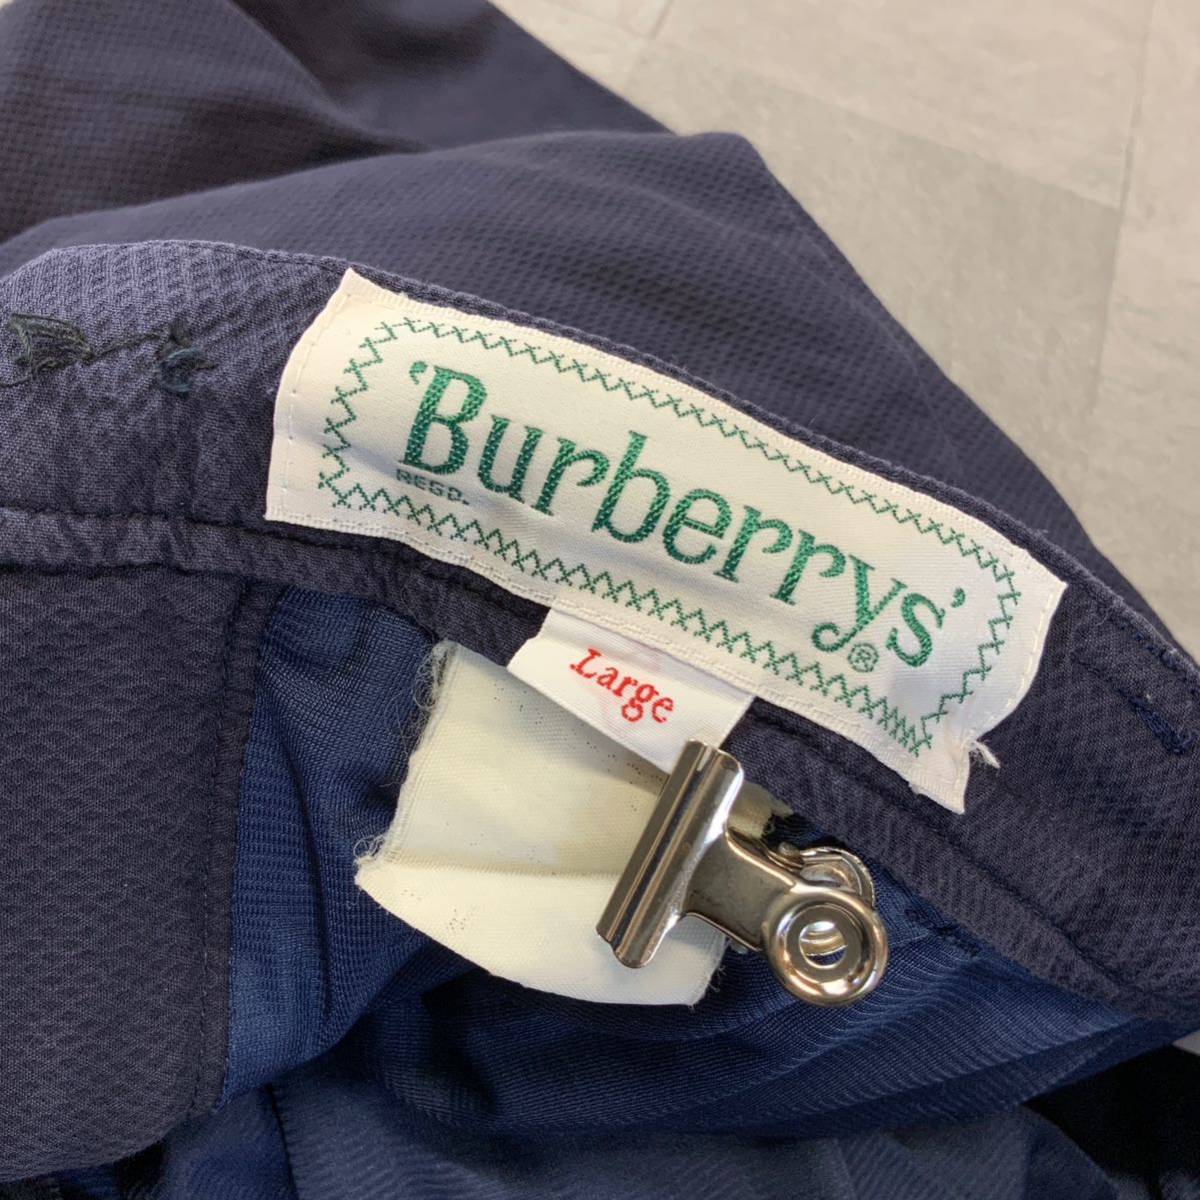 'Burberrys'
REGD. ®
Large